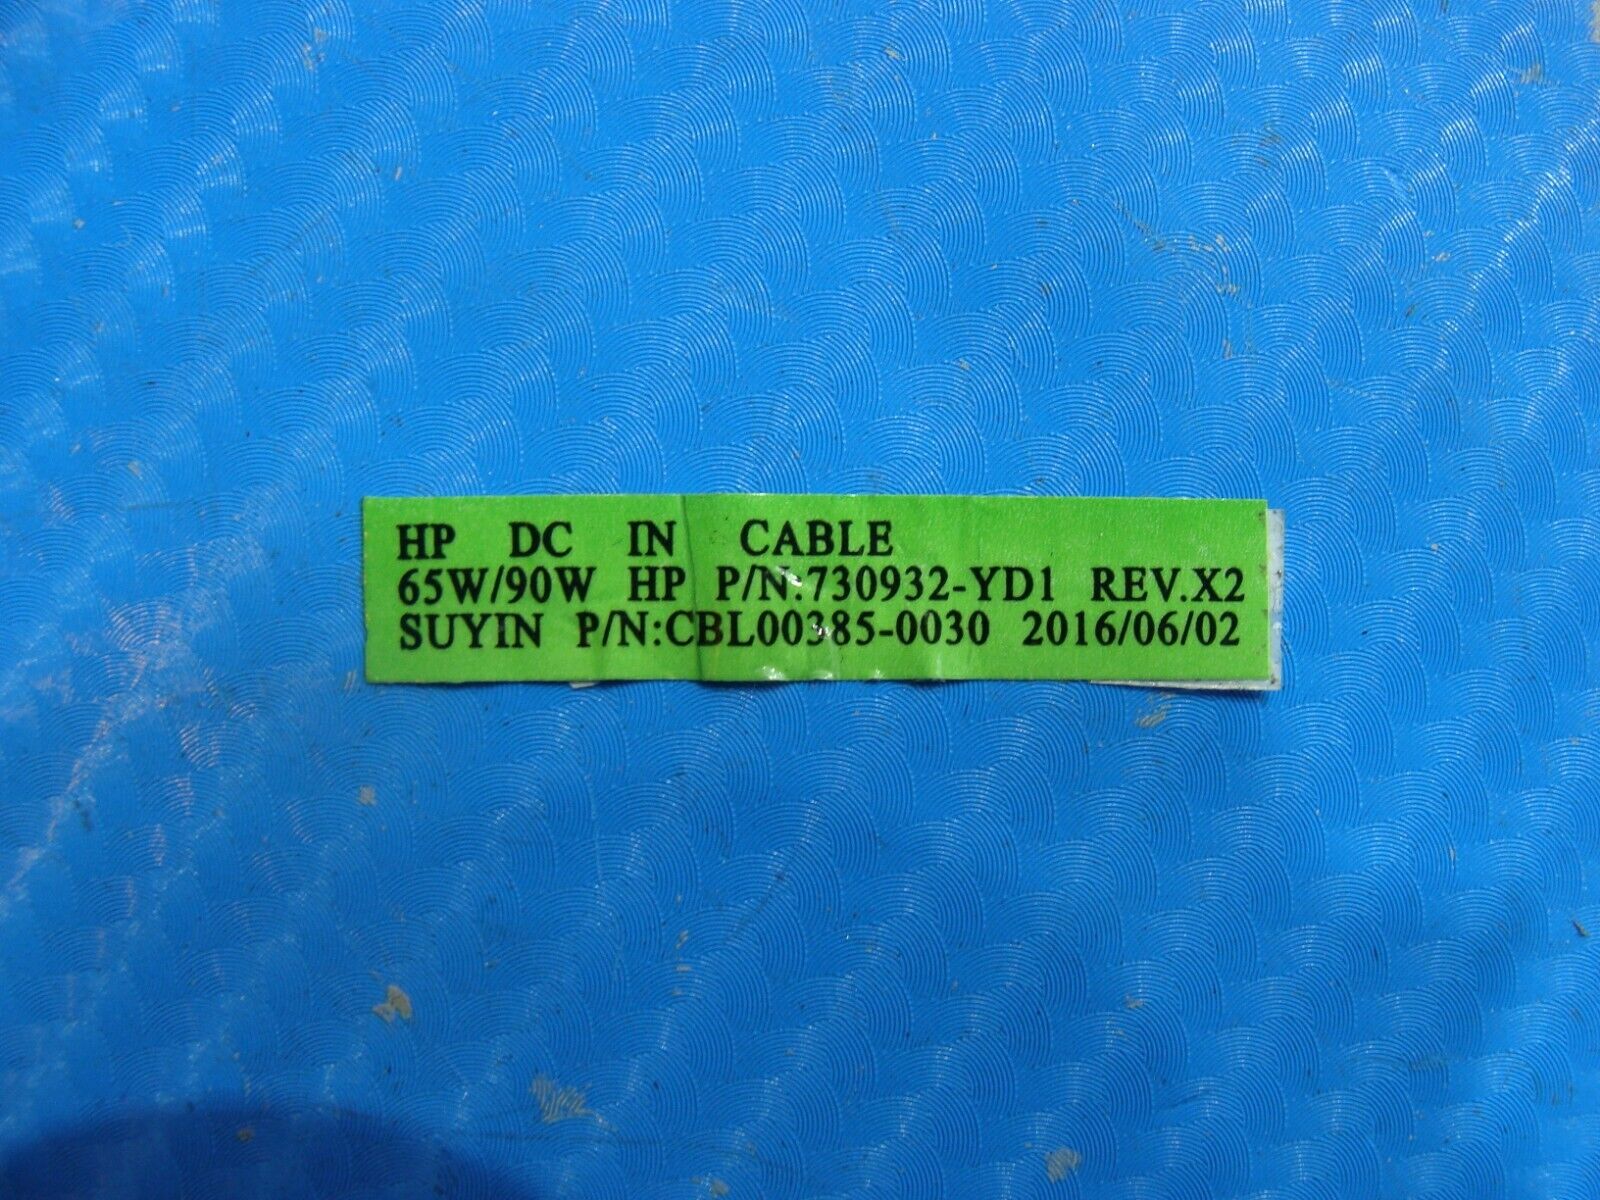 HP DC IN CABLE
65W/90W HP P/N:730932-YD1 REV.X2
SUYIN P/N:CBL00385-0030 2016/06/02